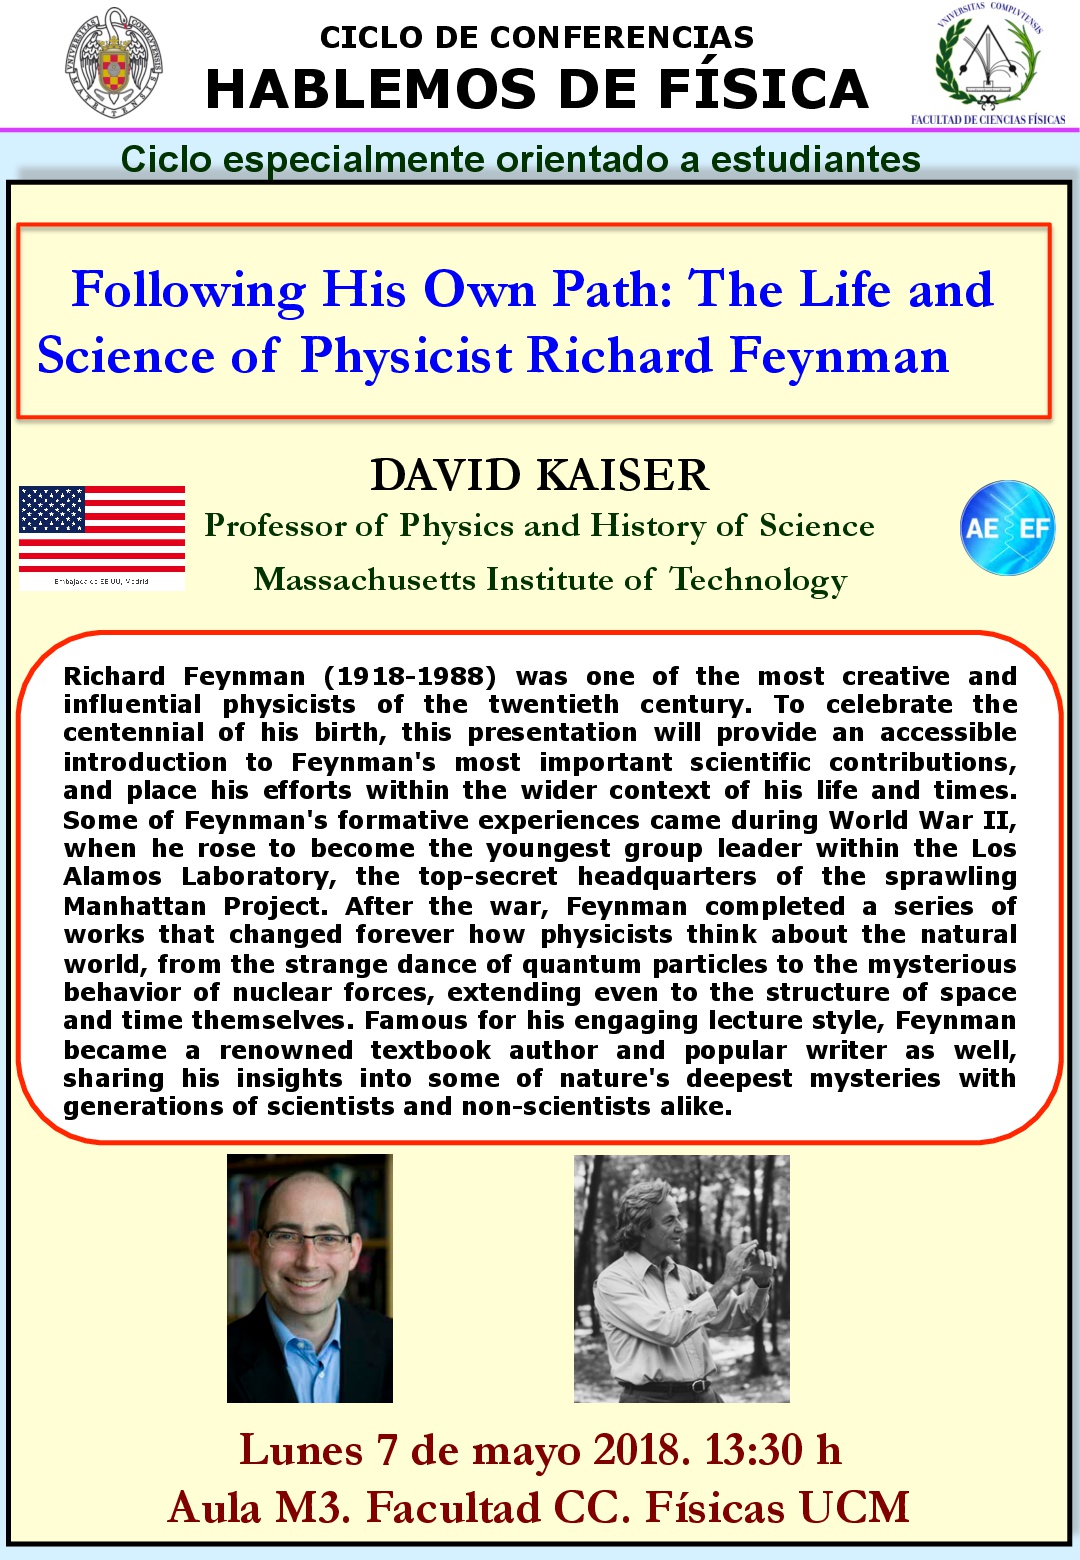 CICLO DE CONFERENCIAS
HABLEMOS DE FÍSICA
VNIVERSITAS COMPLVTENSIS
FACULTAD DE CIENCIAS FÍSICAS
Ciclo especialmente orientado a estudiantes
Following His Own Path: The Life and
Science of Physicist Richard Feynman
DAVID KAISER
Professor of Physics and History of Science
Massachusetts Institute of Technology
Embajada de EEUU, Madrid
AE EF
Richard Feynman (1918-1988) was one of the most creative and
influential physicists of the twentieth century. To celebrate the
centennial of his birth, this presentation will provide an accessible
introduction to Feynman's most important scientific contributions,
and place his efforts within the wider context of his life and times.
Some of Feynman's formative experiences came during World War II,
when he rose to become the youngest group leader within the Los
Alamos Laboratory, the top-secret headquarters of the sprawling
Manhattan Project. After the war, Feynman completed a series of
works that changed forever how physicists think about the natural
world, from the strange dance of quantum particles to the mysterious
behavior of nuclear forces, extending even to the structure of space
and time themselves. Famous for his engaging lecture style, Feynman
became a renowned textbook author and popular writer as well,
sharing his insights into some of nature's deepest mysteries with
generations of scientists and non-scientists alike.
Lunes 7 de mayo 2018. 13:30 h
Aula M3. Facultad CC. Físicas UCM